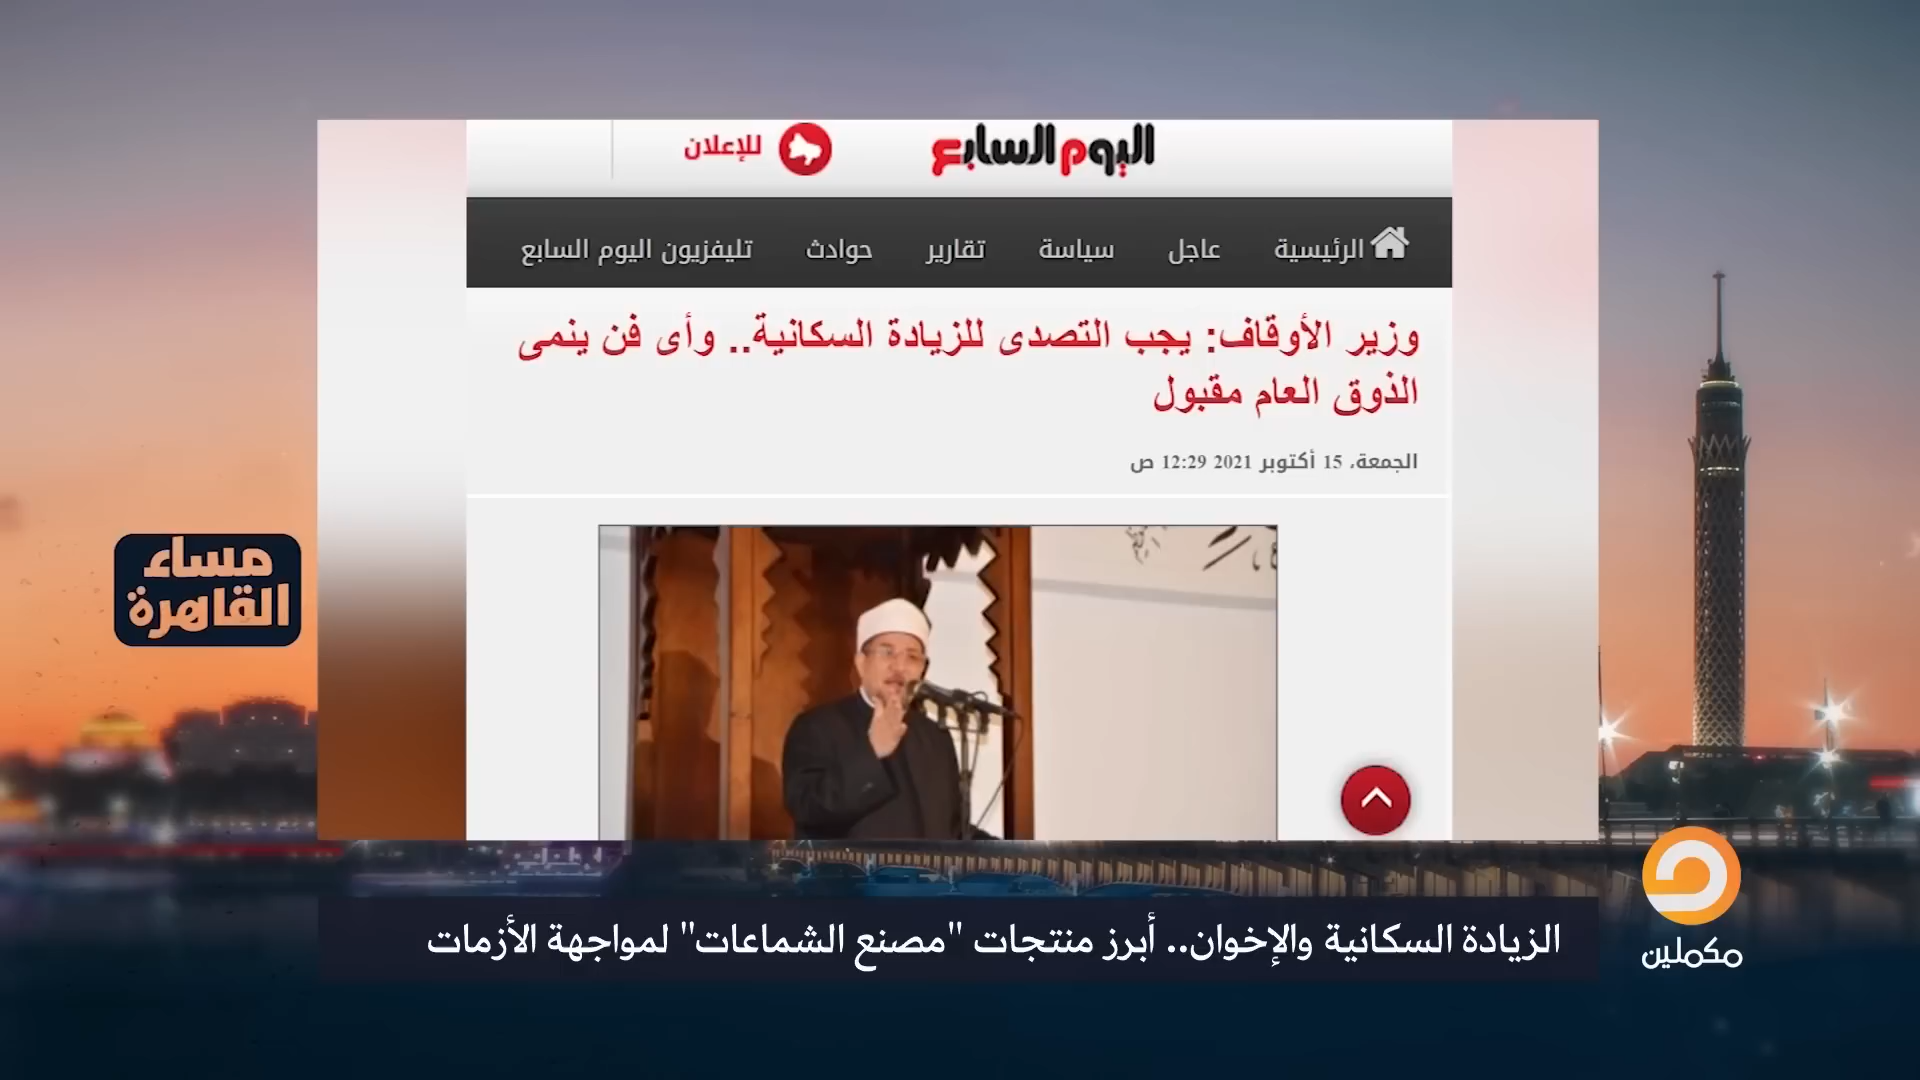 اليوم السابع
للإعلان
الرئيسية عاجل سياسة تقارير حوادث تليفزيون اليوم السابع
وزير الأوقاف: يجب التصدى للزيادة السكانية.. وأى فن ينمى
الذوق العام مقبول
الجمعة، 15 أكتوبر 2021 12:29 ص
مساء
القاهرة
الزيادة السكانية والإخوان.. أبرز منتجات "مصنع الشماعات" لمواجهة الأزمات
مكملين